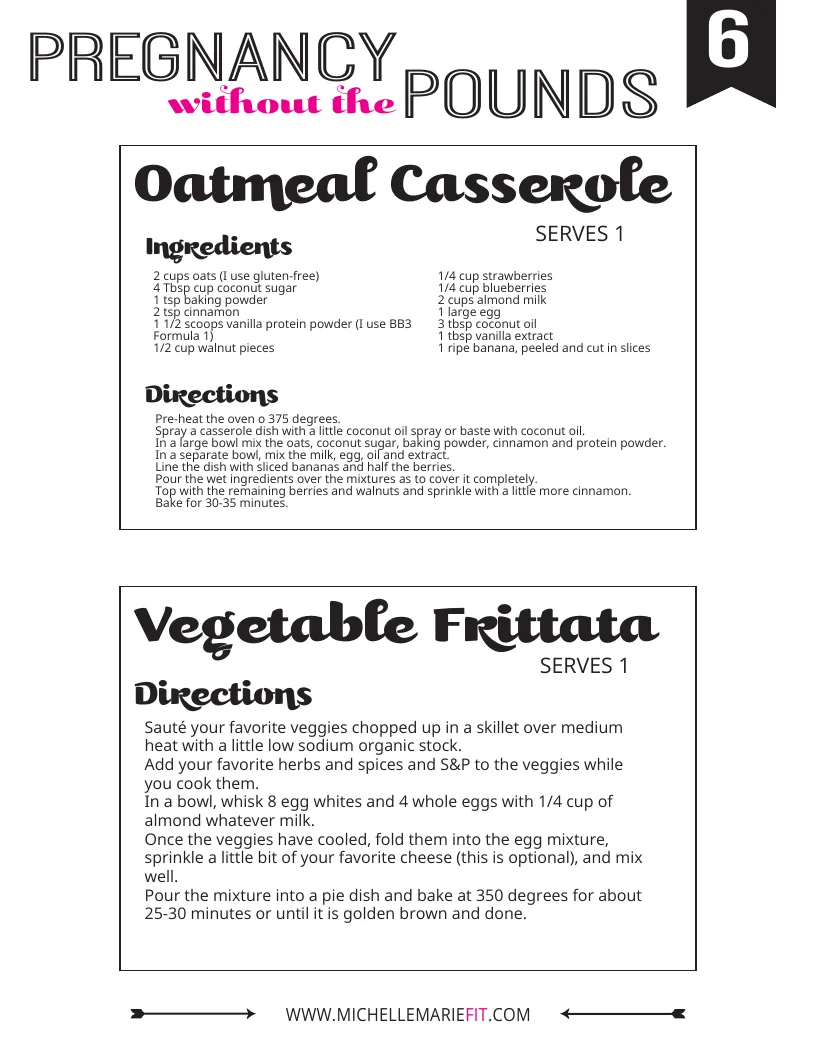 PREGNANCY
without the POUNDS
6
Oatmeal Casserole
SERVES 1
Ingredients
2 cups oats (I use gluten-free)
4 Tbsp cup coconut sugar
1 tsp baking powder
2 tsp cinnamon
1 1/2 scoops vanilla protein powder (I use BB3
Formula 1)
1/2 cup walnut pieces
1/4 cup strawberries
1/4 cup blueberries
2 cups almond milk
1 large egg
3 tbsp coconut oil
1 tbsp vanilla extract
1 ripe banana, peeled and cut in slices
Directions
Pre-heat the oven o 375 degrees.
Spray a casserole dish with a little coconut oil spray or baste with coconut oil.
In a large bowl mix the oats, coconut sugar, baking powder, cinnamon and protein powder.
In a separate bowl, mix the milk, egg, oil and extract.
Line the dish with sliced bananas and half the berries.
Pour the wet ingredients over the mixtures as to cover it completely.
Top with the remaining berries and walnuts and sprinkle with a little more cinnamon.
Bake for 30-35 minutes.
Vegetable Frittata
SERVES 1
Directions
Sauté your favorite veggies chopped up in a skillet over medium
heat with a little low sodium organic stock.
Add your favorite herbs and spices and S&P to the veggies while
you cook them.
In a bowl, whisk 8 egg whites and 4 whole eggs with 1/4 cup of
almond whatever milk.
Once the veggies have cooled, fold them into the egg mixture,
sprinkle a little bit of your favorite cheese (this is optional), and mix
well.
Pour the mixture into a pie dish and bake at 350 degrees for about
25-30 minutes or until it is golden brown and done.
WWW.MICHELLEMARIEFIT.COM